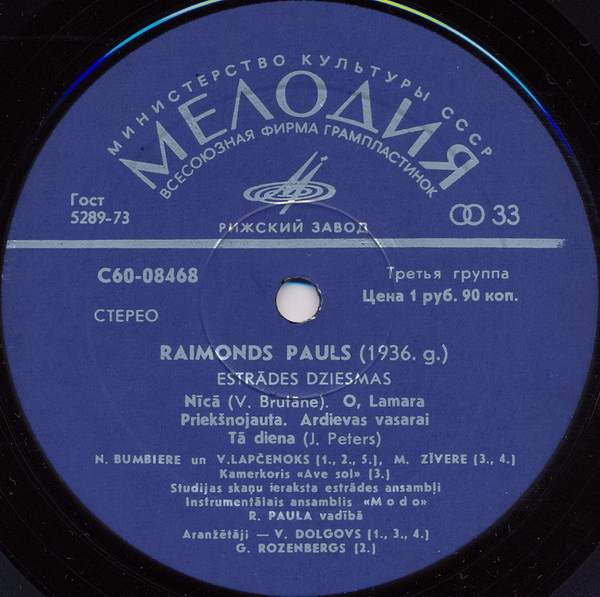 МИНИСТЕРСТВО КУЛЬТУРЫ СССР
МЕЛОДИЯ
ВСЕСОЮЗНАЯ ФИРМА ГРАМПЛАСТИНОК
Гост
5289-73
33
РИЖСКИЙ ЗАВОД
С60-08468
Третья группа
Цена 1 руб. 90 коп.
СТЕРЕО
RAIMONDS PAULS (1936. g.)
ESTRĀDES DZIESMAS
Nīcā (V. Brutāne). O, Lamara
Priekšnojauta. Ardievas vasarai
Tā diena (J. Peters)
N. BUMBIERE un V.LAPČENOKS (1., 2., 5.), M. ZĪVERE (3., 4.)
Kamerkoris «Ave sol» (3.)
Studijas skaņu ieraksta estrādes ansambļi
Instrumentālais ansamblis «Modo»
R. PAULA vadībā
Aranžētāji — V. DOLGOVS (1., 3., 4.)
G. ROZENBERGS (2.)